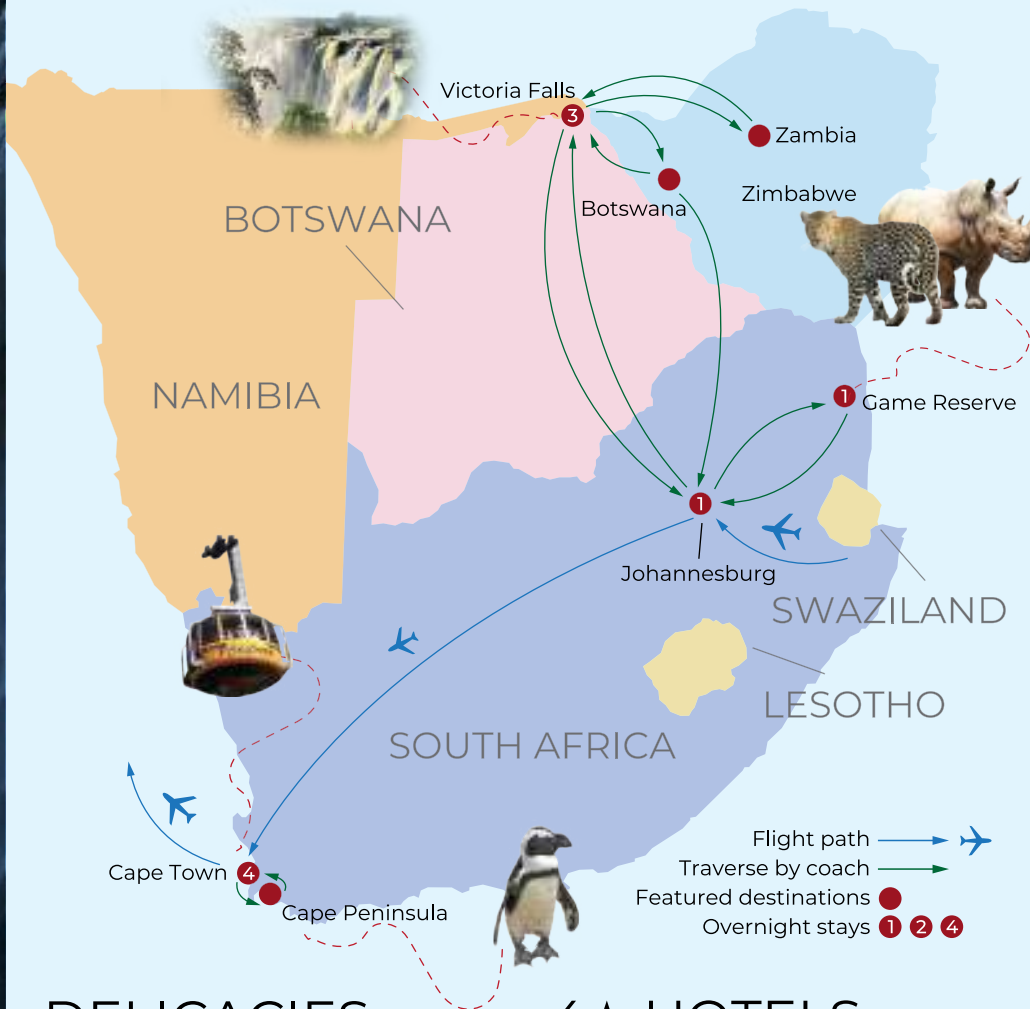 Victoria Falls
3
Zambia
BOTSWANA
Botswana
Zimbabwe
NAMIBIA
1
Game Reserve
1
Johannesburg
SWAZILAND
LESOTHO
SOUTH AFRICA
Cape Town
4
Cape Peninsula
Flight path
Traverse by coach
Featured destinations
Overnight stays 1 2 4